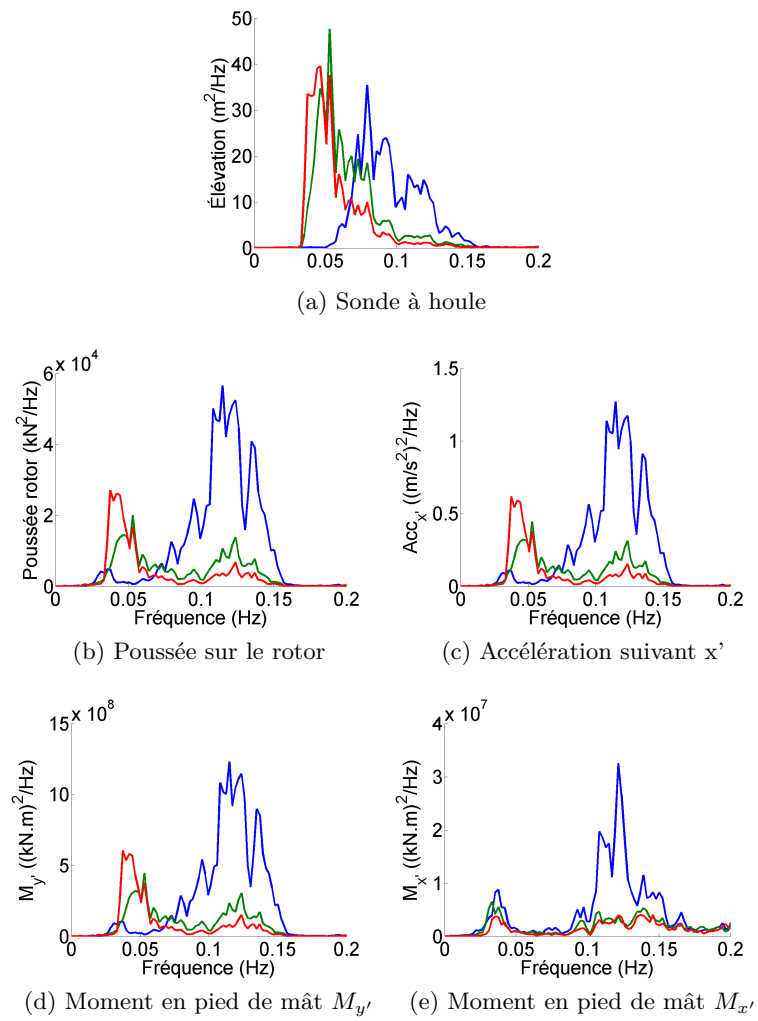 Élévation (m²/Hz)
50
40
30
20
10
0
0 0.05 0.1 0.15 0.2
(a) Sonde à houle
Poussée rotor (kN²/Hz)
x 10⁴
6
4
2
0
0 0.05 0.1 0.15 0.2
Fréquence (Hz)
(b) Poussée sur le rotor
Acc_x' ((m/s²)²/Hz)
1.5
1
0.5
0
0 0.05 0.1 0.15 0.2
Fréquence (Hz)
(c) Accélération suivant x'
M_y' ((kN.m)²/Hz)
x 10⁸
15
10
5
0
0 0.05 0.1 0.15 0.2
Fréquence (Hz)
(d) Moment en pied de mât M_y'
M_x' ((kN.m)²/Hz)
x 10⁷
4
3
2
1
0
0 0.05 0.1 0.15 0.2
Fréquence (Hz)
(e) Moment en pied de mât M_x'